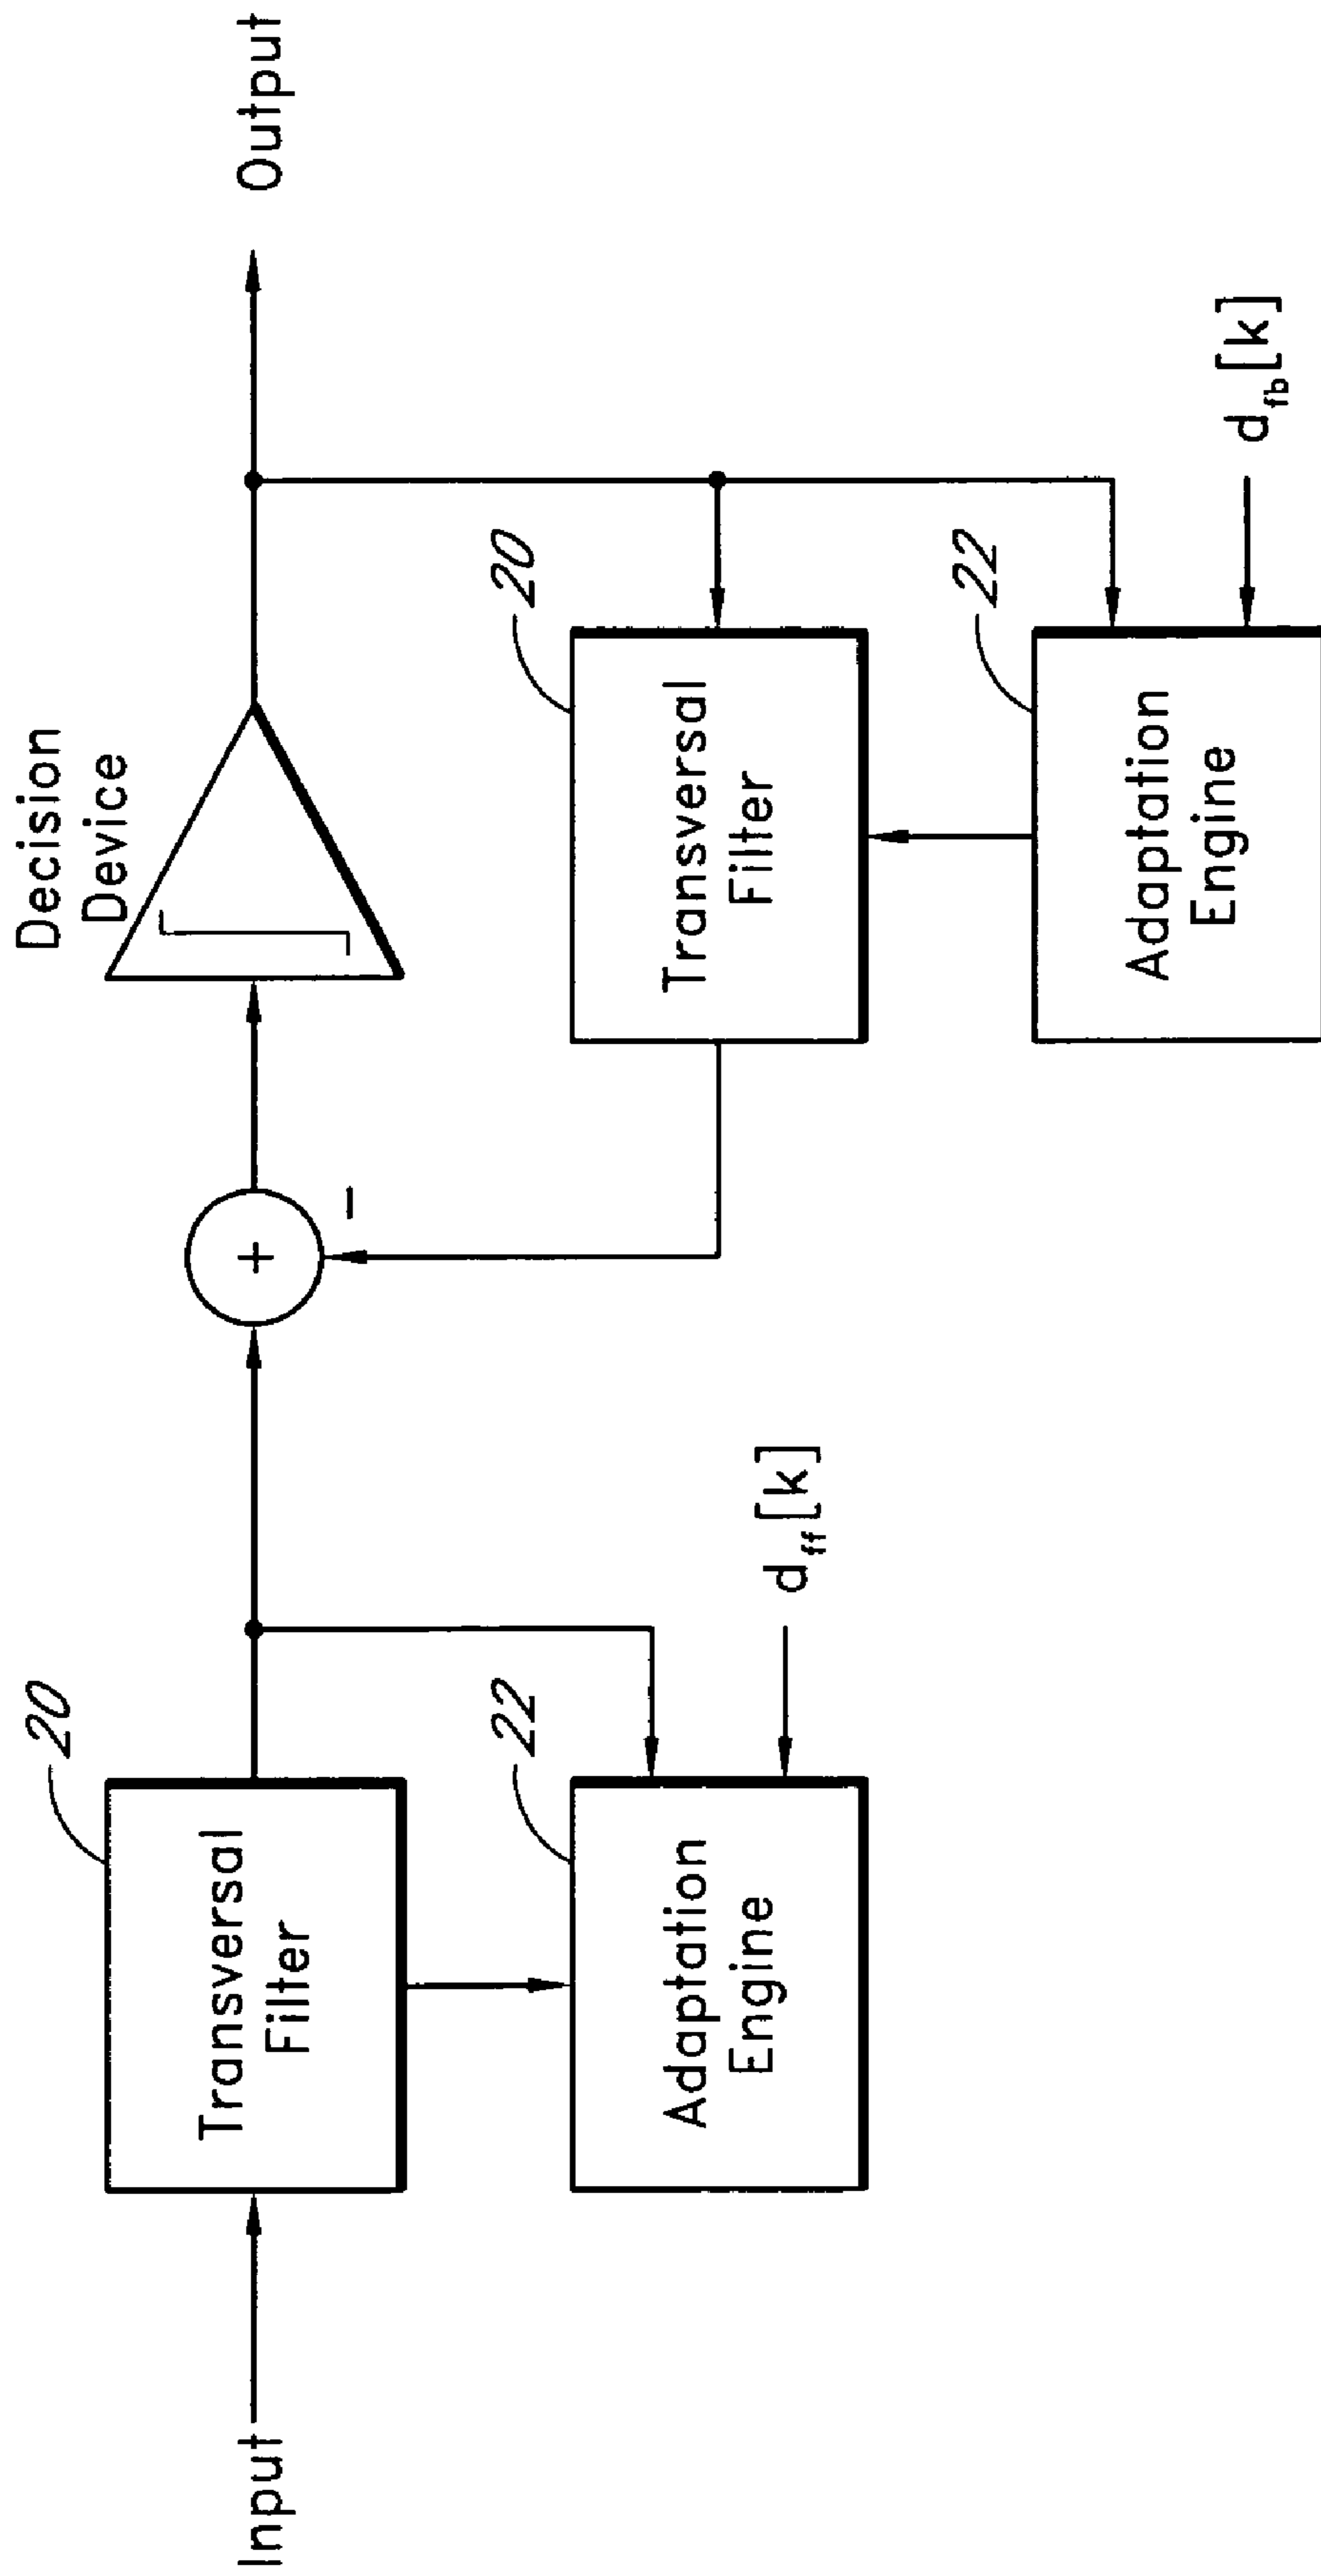 Input
20
Transversal
Filter
22
Adaptation
Engine
d_ff[k]
+
−
Decision
Device
20
Transversal
Filter
22
Adaptation
Engine
d_fb[k]
Output